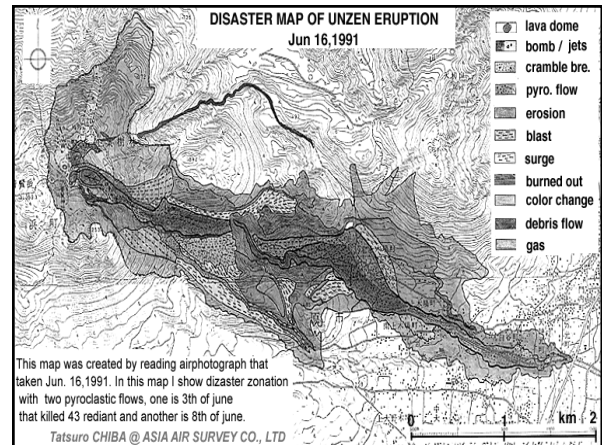 DISASTER MAP OF UNZEN ERUPTION
Jun 16,1991
lava dome
bomb / jets
cramble bre.
pyro. flow
erosion
blast
surge
burned out
color change
debris flow
gas
This map was created by reading airphotograph that
taken Jun. 16,1991. In this map I show dizaster zonation
with two pyroclastic flows, one is 3th of june
that killed 43 rediant and another is 8th of june.
Tatsuro CHIBA @ ASIA AIR SURVEY CO., LTD
0 1 km 2